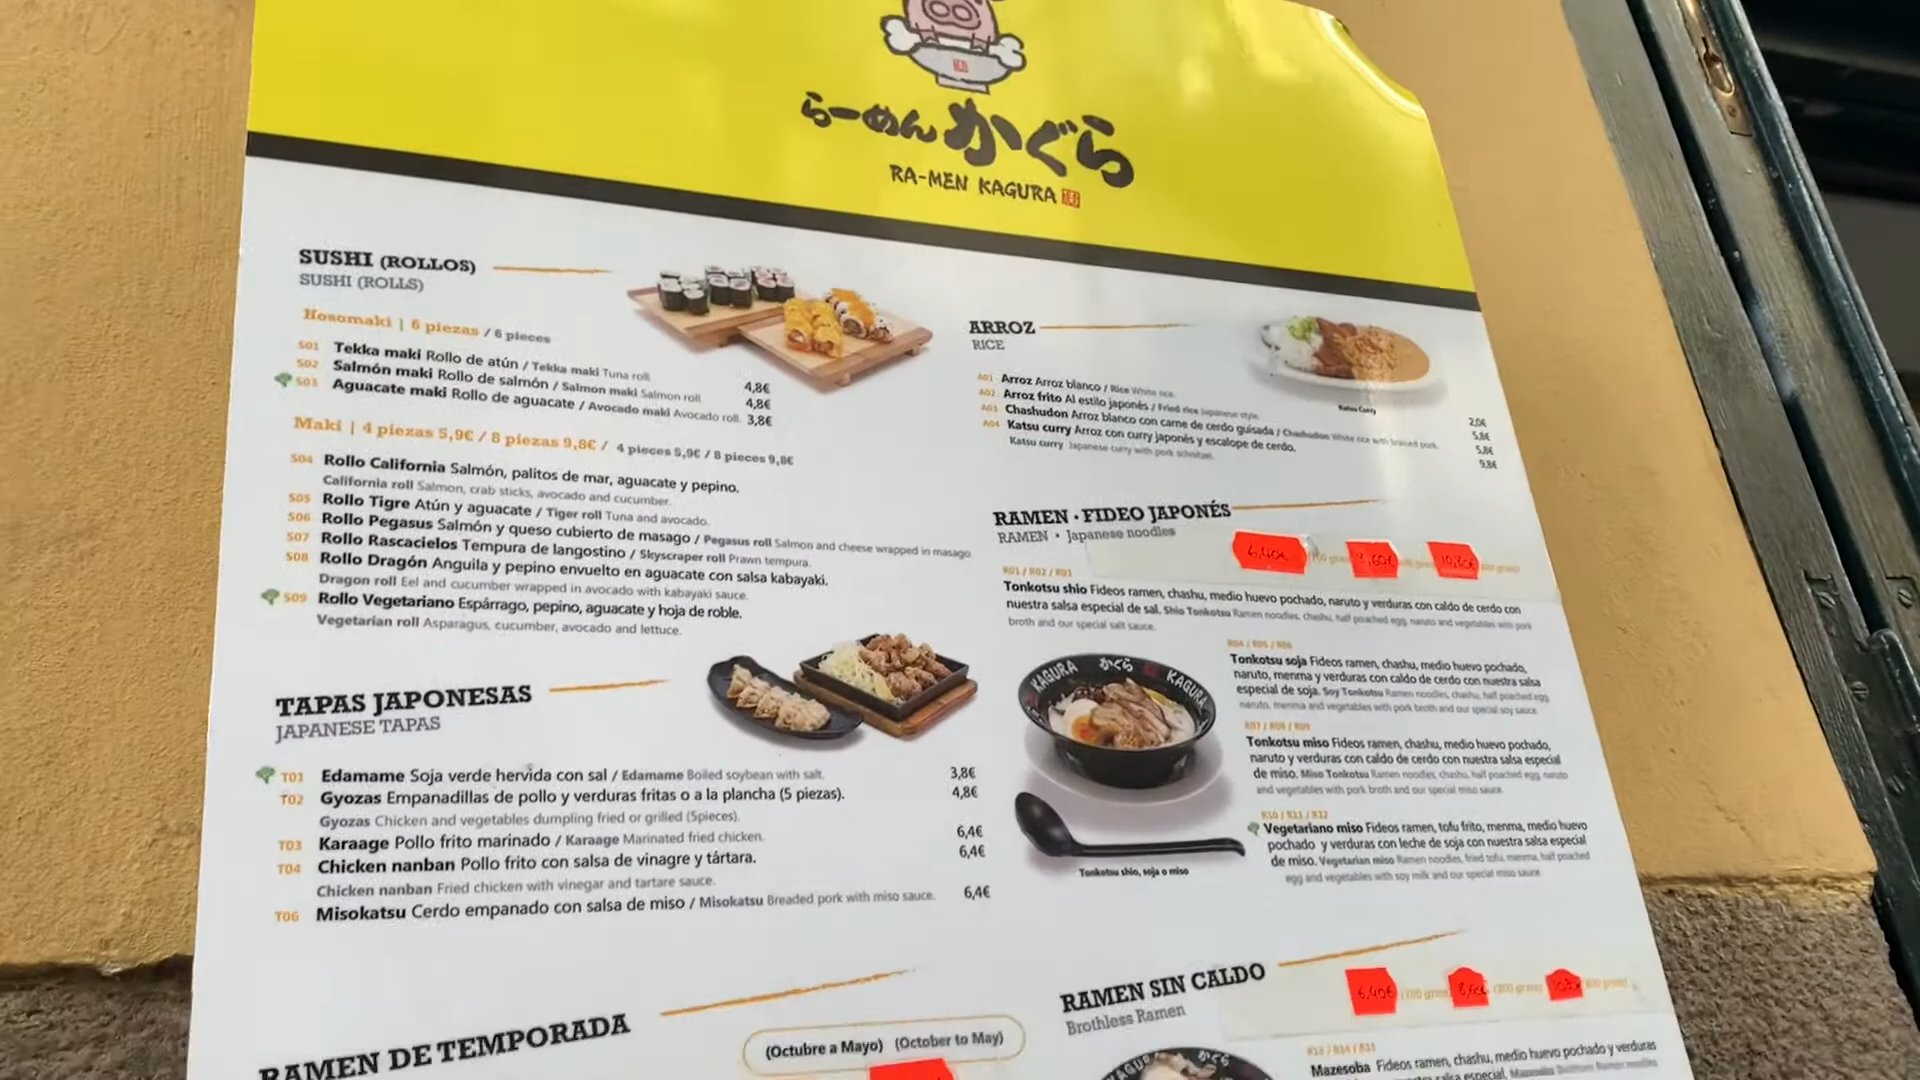 らーめん かぐら
RA-MEN KAGURA
SUSHI (ROLLOS)
SUSHI (ROLLS)
Hosomaki | 6 piezas / 6 pieces
S01 Tekka maki Rollo de atún / Tekka maki Tuna roll. 4,8€
S02 Salmón maki Rollo de salmón / Salmon maki Salmon roll. 4,8€
S03 Aguacate maki Rollo de aguacate / Avocado maki Avocado roll. 3,8€
Maki | 4 piezas 5,9€ / 8 piezas 9,8€ / 4 pieces 5,9€ / 8 pieces 9,8€
S04 Rollo California Salmón, palitos de mar, aguacate y pepino.
California roll Salmon, crab sticks, avocado and cucumber.
S05 Rollo Tigre Atún y aguacate / Tiger roll Tuna and avocado.
S06 Rollo Pegasus Salmón y queso cubierto de masago / Pegasus roll Salmon and cheese wrapped in masago.
S07 Rollo Rascacielos Tempura de langostino / Skyscraper roll Prawn tempura.
S08 Rollo Dragón Anguila y pepino envuelto en aguacate con salsa kabayaki.
Dragon roll Eel and cucumber wrapped in avocado with kabayaki sauce.
S09 Rollo Vegetariano Espárrago, pepino, aguacate y hoja de roble.
Vegetarian roll Asparagus, cucumber, avocado and lettuce.
TAPAS JAPONESAS
JAPANESE TAPAS
T01 Edamame Soja verde hervida con sal / Edamame Boiled soybean with salt. 3,8€
T02 Gyozas Empanadillas de pollo y verduras fritas o a la plancha (5 piezas). 4,8€
Gyozas Chicken and vegetables dumpling fried or grilled (5pieces).
T03 Karaage Pollo frito marinado / Karaage Marinated fried chicken. 6,4€
T04 Chicken nanban Pollo frito con salsa de vinagre y tártara. 6,4€
Chicken nanban Fried chicken with vinegar and tartare sauce.
T06 Misokatsu Cerdo empanado con salsa de miso / Misokatsu Breaded pork with miso sauce. 6,4€
RAMEN DE TEMPORADA
(Octubre a Mayo) (October to May)
ARROZ
RICE
Katsu Curry
A01 Arroz Arroz blanco / Rice White rice. 2,0€
A02 Arroz frito Al estilo japonés / Fried rice Japanese style. 5,8€
A03 Chashudon Arroz blanco con carne de cerdo guisada / Chashudon White rice with braised pork. 5,8€
A04 Katsu curry Arroz con curry japonés y escalope de cerdo. 9,8€
Katsu curry Japanese curry with pork schnitzel.
RAMEN · FIDEO JAPONÉS
RAMEN · Japanese noodles
6,40€ 8,60€ 10,80€
R01 / R02 / R03
Tonkotsu shio Fideos ramen, chashu, medio huevo pochado, naruto y verduras con caldo de cerdo con
nuestra salsa especial de sal. Shio Tonkotsu Ramen noodles, chashu, half poached egg, naruto and vegetables with pork
broth and our special salt sauce.
KAGURA かぐら KAGURA
Tonkotsu shio, soja o miso
R04 / R05 / R06
Tonkotsu soja Fideos ramen, chashu, medio huevo pochado,
naruto, menma y verduras con caldo de cerdo con nuestra salsa
especial de soja. Soy Tonkotsu Ramen noodles, chashu, half poached egg,
naruto, menma and vegetables with pork broth and our special soy sauce.
R07 / R08 / R09
Tonkotsu miso Fideos ramen, chashu, medio huevo pochado,
naruto y verduras con caldo de cerdo con nuestra salsa especial
de miso. Miso Tonkotsu Ramen noodles, chashu, half poached egg, naruto
and vegetables with pork broth and our special miso sauce.
R10 / R11 / R12
Vegetariano miso Fideos ramen, tofu frito, menma, medio huevo
pochado y verduras con leche de soja con nuestra salsa especial
de miso. Vegetarian miso Ramen noodles, fried tofu, menma, half poached
egg and vegetables with soy milk and our special miso sauce.
RAMEN SIN CALDO
Brothless Ramen
6,40€ 8,60€
R13 / R14 / R15
Mazesoba Fideos ramen, chashu, medio huevo pochado y verduras